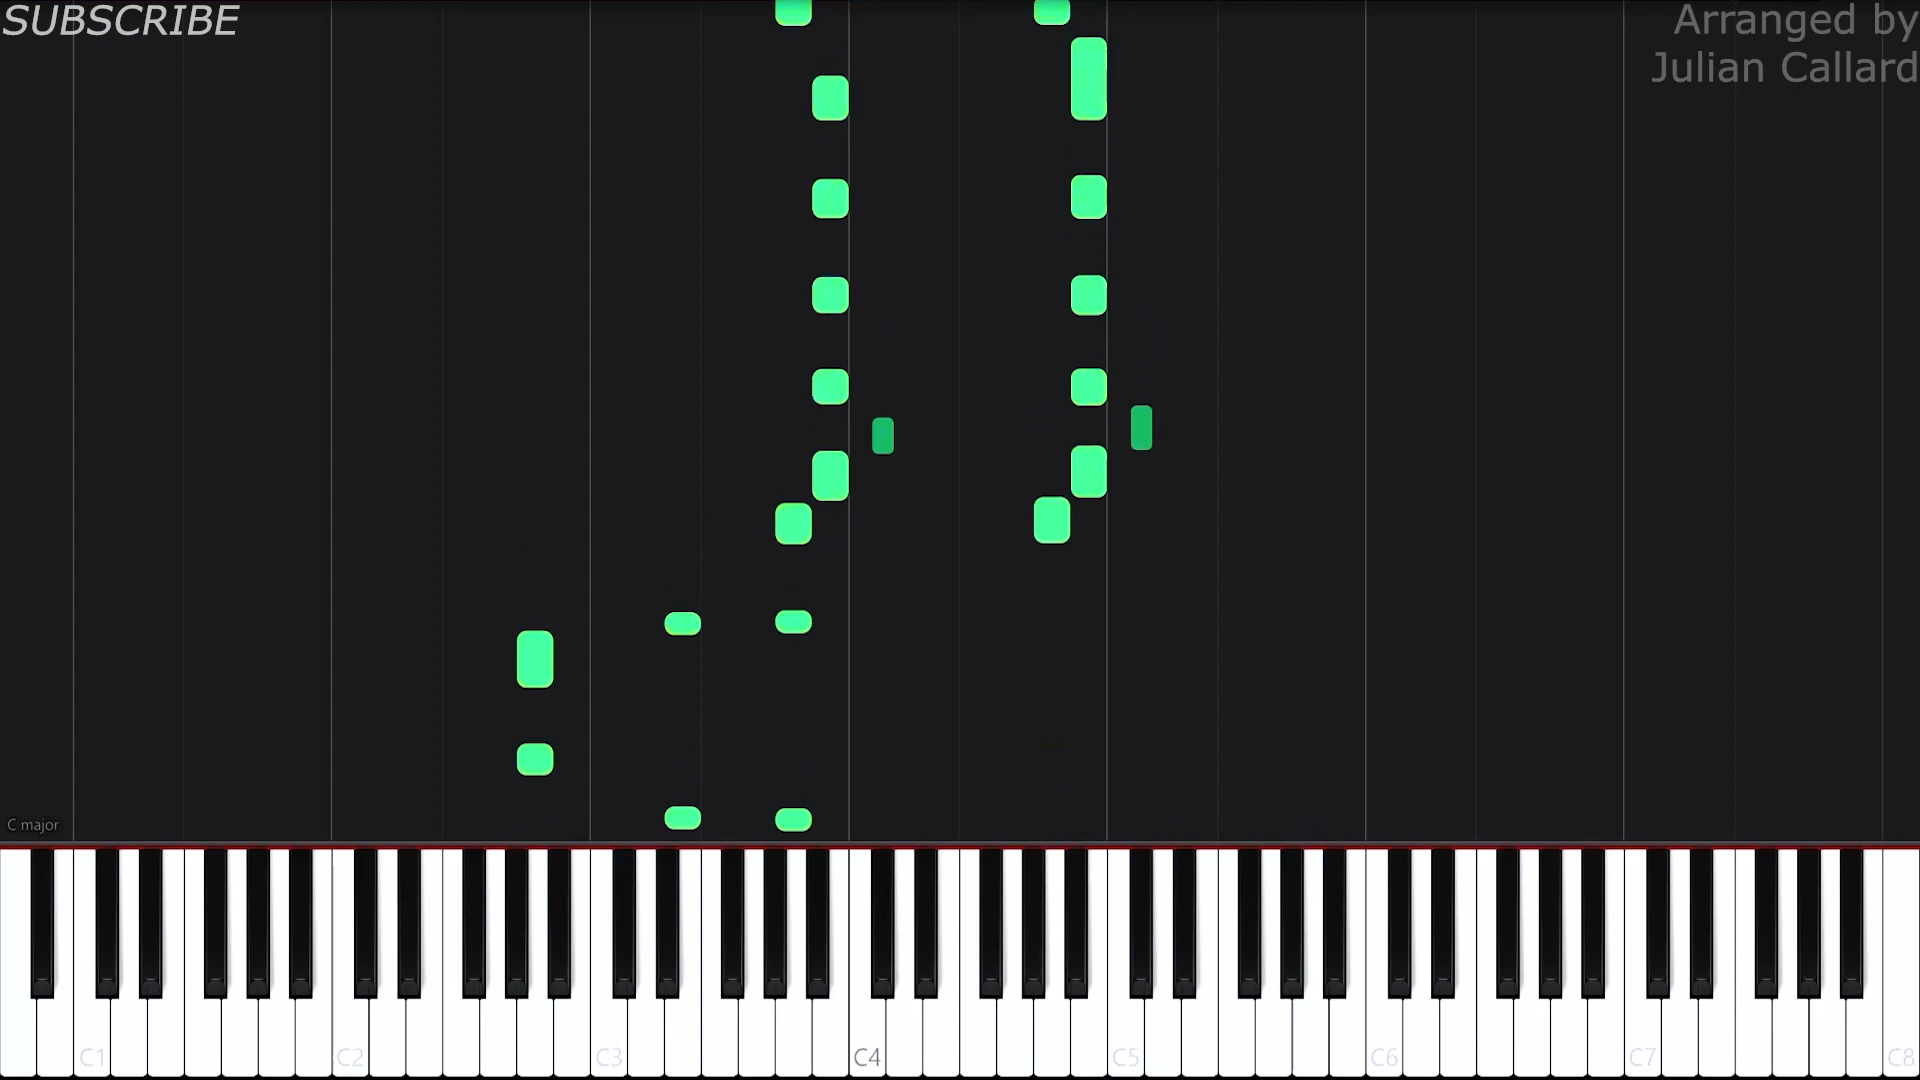 SUBSCRIBE
Arranged by
Julian Callard
C major
C1 C2 C3 C4 C5 C6 C7 C8